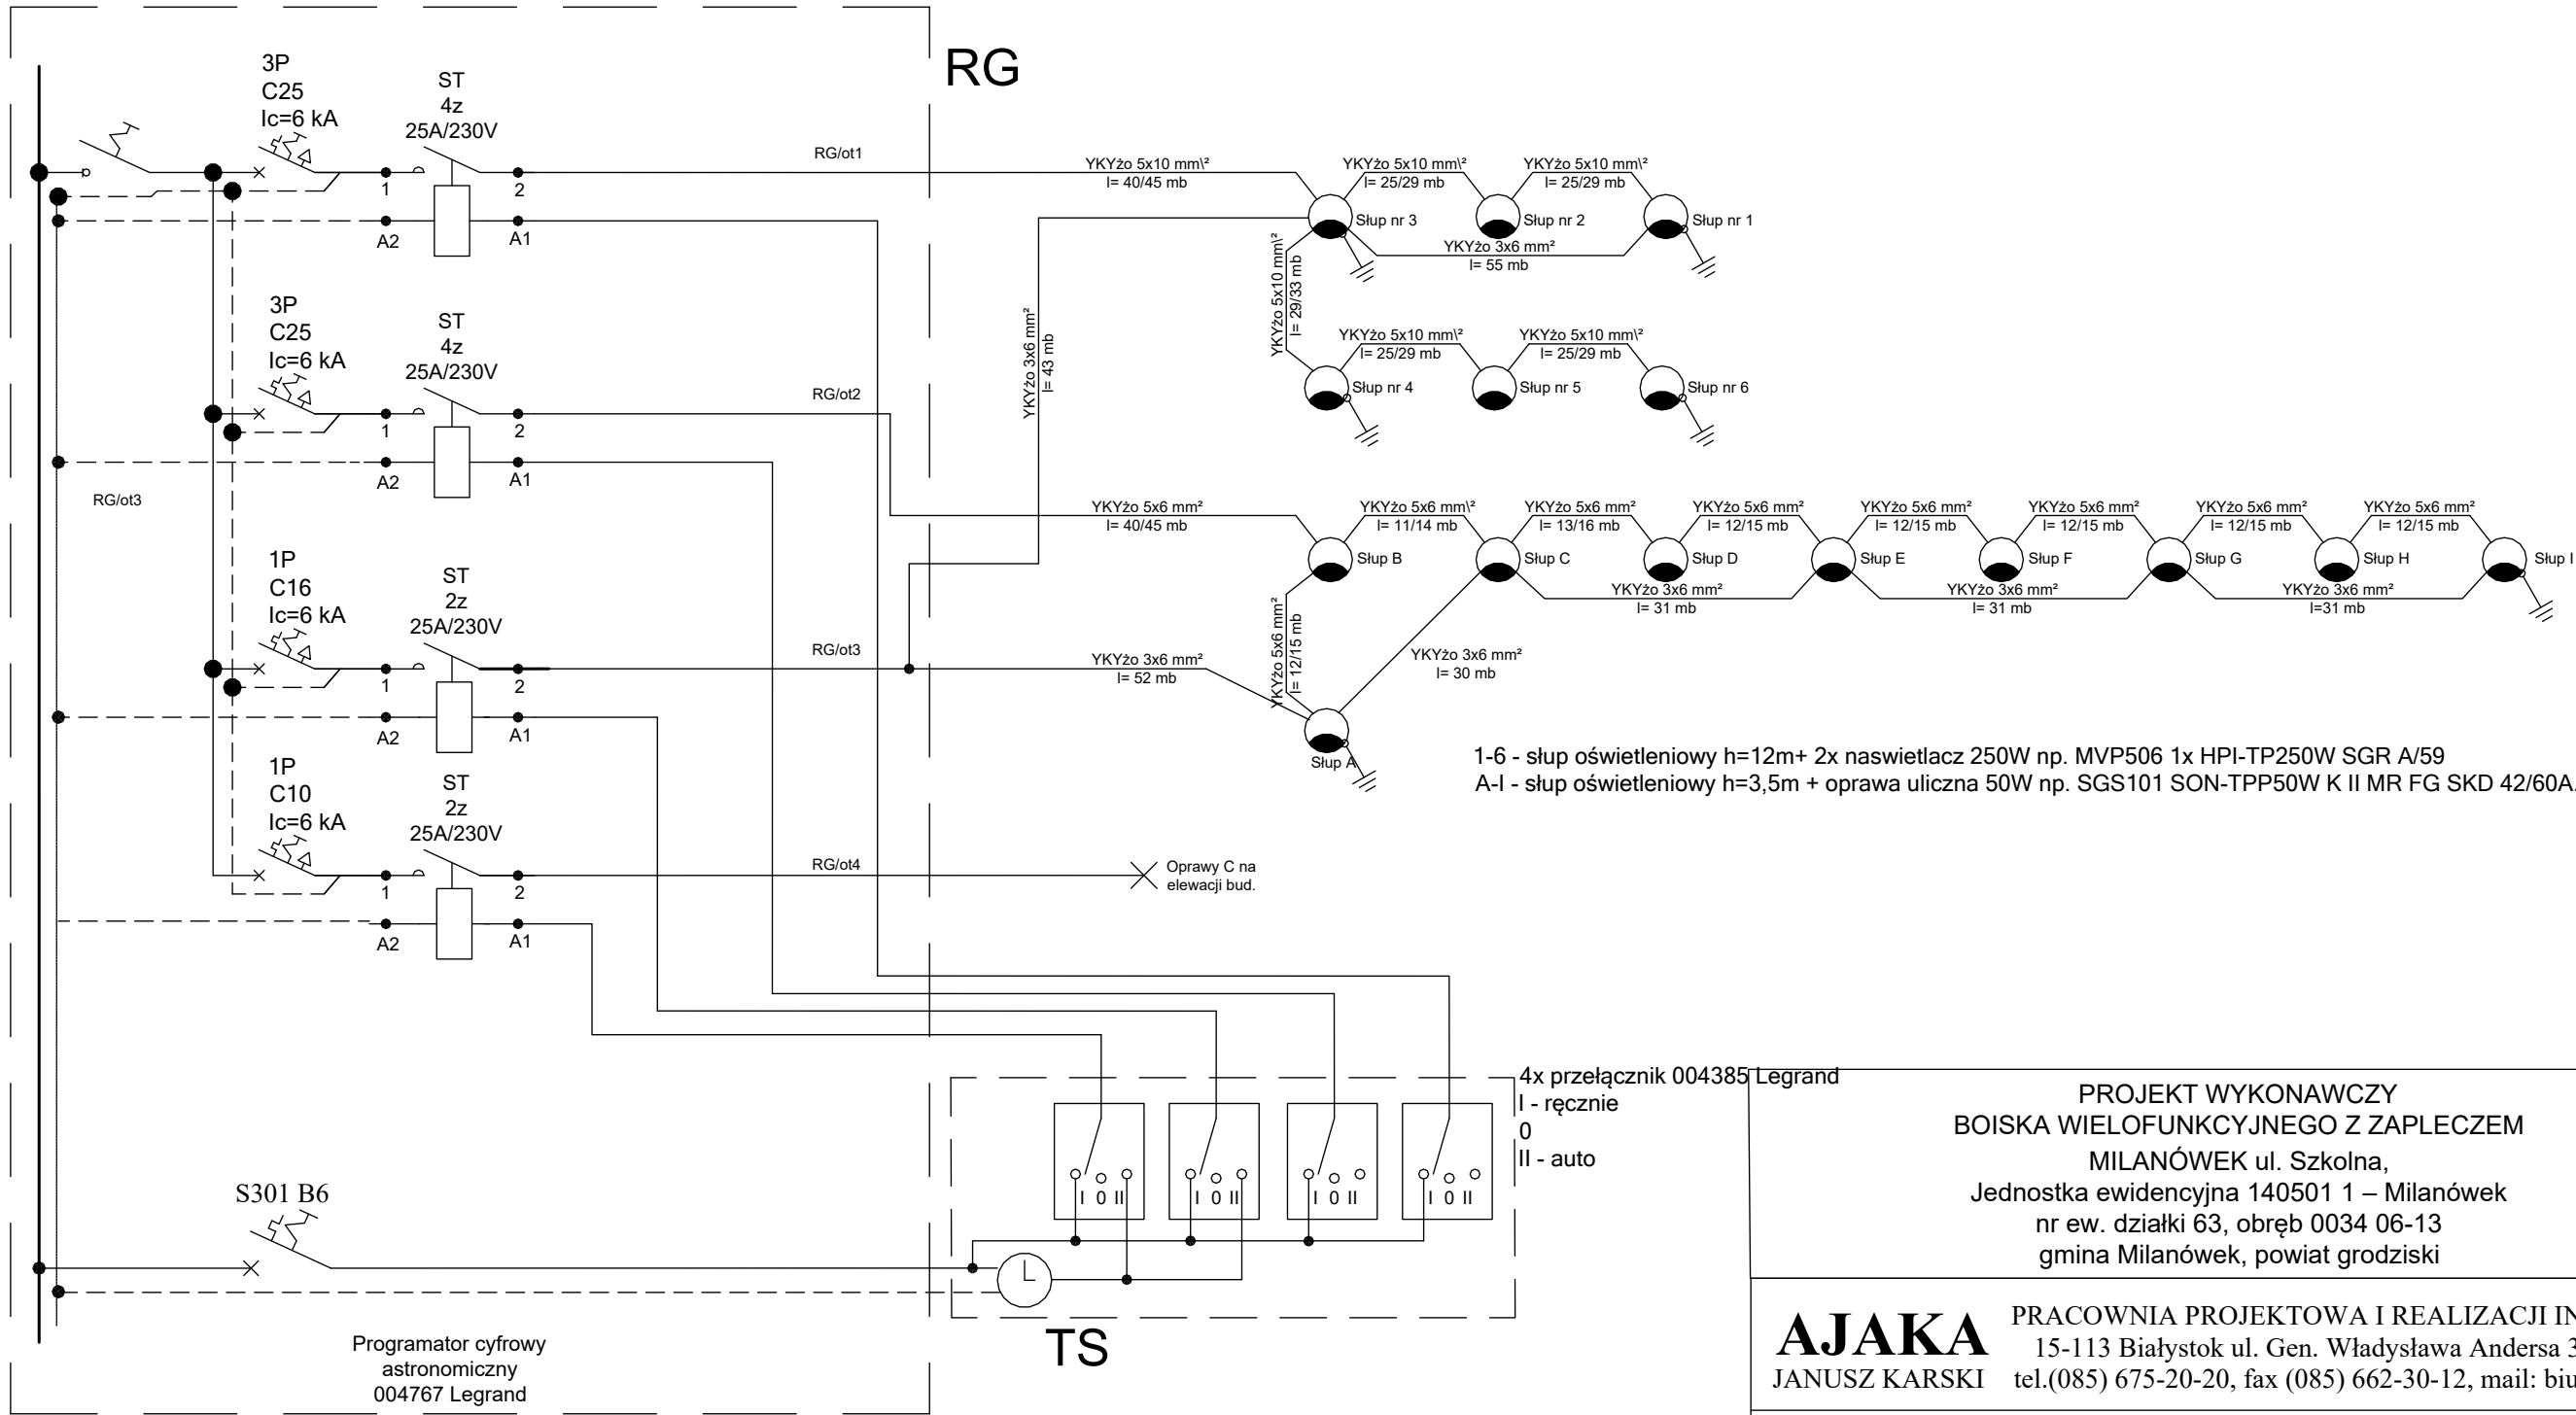 RG
3P
C25
Ic=6 kA
ST
4z
25A/230V
1
2
A2
A1
RG/ot1
YKYżo 5x10 mm\²
l= 40/45 mb
YKYżo 5x10 mm\²
l= 25/29 mb
YKYżo 5x10 mm\²
l= 25/29 mb
Słup nr 3
Słup nr 2
Słup nr 1
YKYżo 3x6 mm²
l= 55 mb
YKYżo 5x10 mm\²
l= 29/33 mb
YKYżo 3x6 mm²
l= 43 mb
YKYżo 5x10 mm\²
l= 25/29 mb
YKYżo 5x10 mm\²
l= 25/29 mb
Słup nr 4
Słup nr 5
Słup nr 6
3P
C25
Ic=6 kA
ST
4z
25A/230V
1
2
A2
A1
RG/ot2
RG/ot3
YKYżo 5x6 mm²
l= 40/45 mb
YKYżo 5x6 mm\²
l= 11/14 mb
YKYżo 5x6 mm²
l= 13/16 mb
YKYżo 5x6 mm²
l= 12/15 mb
YKYżo 5x6 mm²
l= 12/15 mb
YKYżo 5x6 mm²
l= 12/15 mb
YKYżo 5x6 mm²
l= 12/15 mb
YKYżo 5x6 mm²
l= 12/15 mb
Słup B
Słup C
Słup D
Słup E
Słup F
Słup G
Słup H
Słup I
YKYżo 3x6 mm²
l= 31 mb
YKYżo 3x6 mm²
l= 31 mb
YKYżo 3x6 mm²
l=31 mb
1P
C16
Ic=6 kA
ST
2z
25A/230V
1
2
A2
A1
RG/ot3
YKYżo 3x6 mm²
l= 52 mb
YKYżo 5x6 mm²
l= 12/15 mb
YKYżo 3x6 mm²
l= 30 mb
Słup A
1-6 - słup oświetleniowy h=12m+ 2x naswietlacz 250W np. MVP506 1x HPI-TP250W SGR A/59
A-I - słup oświetleniowy h=3,5m + oprawa uliczna 50W np. SGS101 SON-TPP50W K II MR FG SKD 42/60A
1P
C10
Ic=6 kA
ST
2z
25A/230V
1
2
A2
A1
RG/ot4
Oprawy C na
elewacji bud.
4x przełącznik 004385 Legrand
I - ręcznie
0
II - auto
I 0 II
I 0 II
I 0 II
I 0 II
S301 B6
TS
Programator cyfrowy
astronomiczny
004767 Legrand
PROJEKT WYKONAWCZY
BOISKA WIELOFUNKCYJNEGO Z ZAPLECZEM
MILANÓWEK ul. Szkolna,
Jednostka ewidencyjna 140501 1 – Milanówek
nr ew. działki 63, obręb 0034 06-13
gmina Milanówek, powiat grodziski
AJAKA
JANUSZ KARSKI
PRACOWNIA PROJEKTOWA I REALIZACJI IN
15-113 Białystok ul. Gen. Władysława Andersa 3
tel.(085) 675-20-20, fax (085) 662-30-12, mail: biu